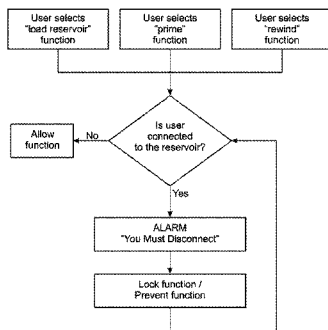 User selects
"load reservoir"
function
User selects
"prime"
function
User selects
"rewind"
function
Is user
connected
to the reservoir?
No
Allow
function
Yes
ALARM
"You Must Disconnect"
Lock function /
Prevent function